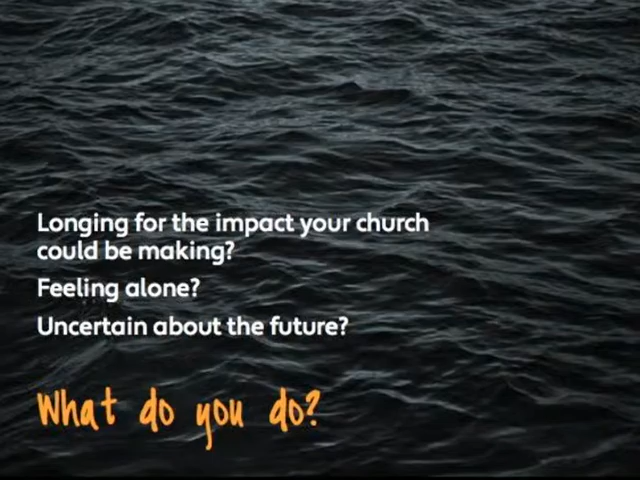 Longing for the impact your church
could be making?
Feeling alone?
Uncertain about the future?
What do you do?